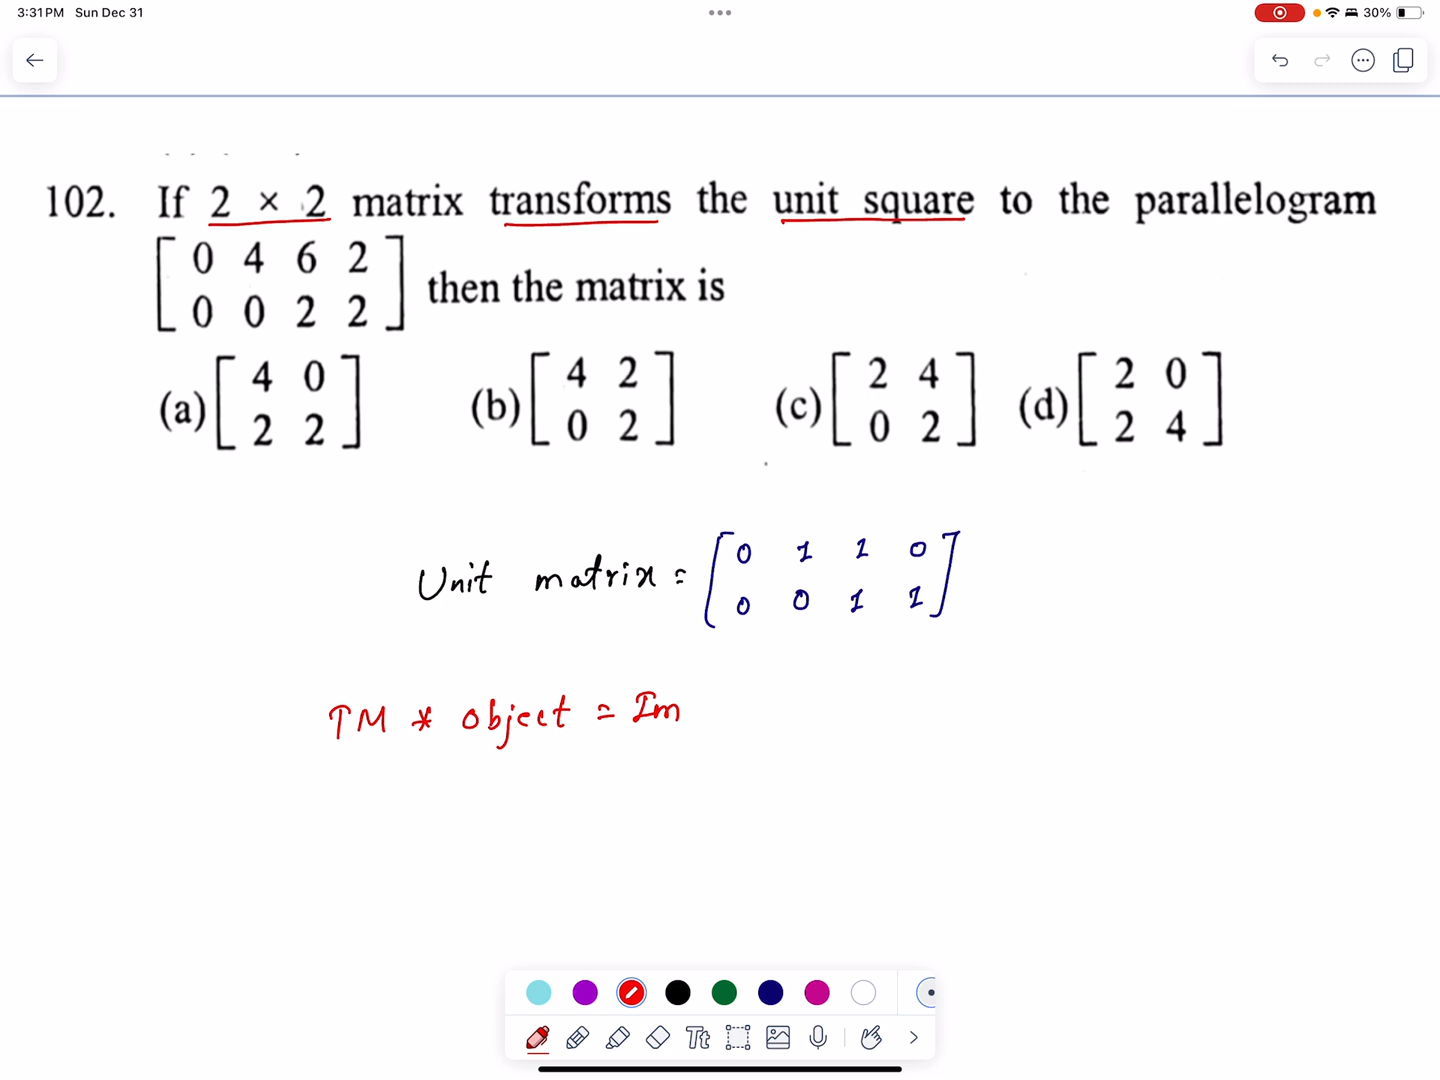 3:31 PM Sun Dec 31
30%
102. If 2 × 2 matrix transforms the unit square to the parallelogram
[ 0 4 6 2
0 0 2 2 ] then the matrix is
(a) [ 4 0
2 2 ] (b) [ 4 2
0 2 ] (c) [ 2 4
0 2 ] (d) [ 2 0
2 4 ]
Unit matrix = [ 0 1 1 0
0 0 1 1 ]
TM * object = Im
Tt